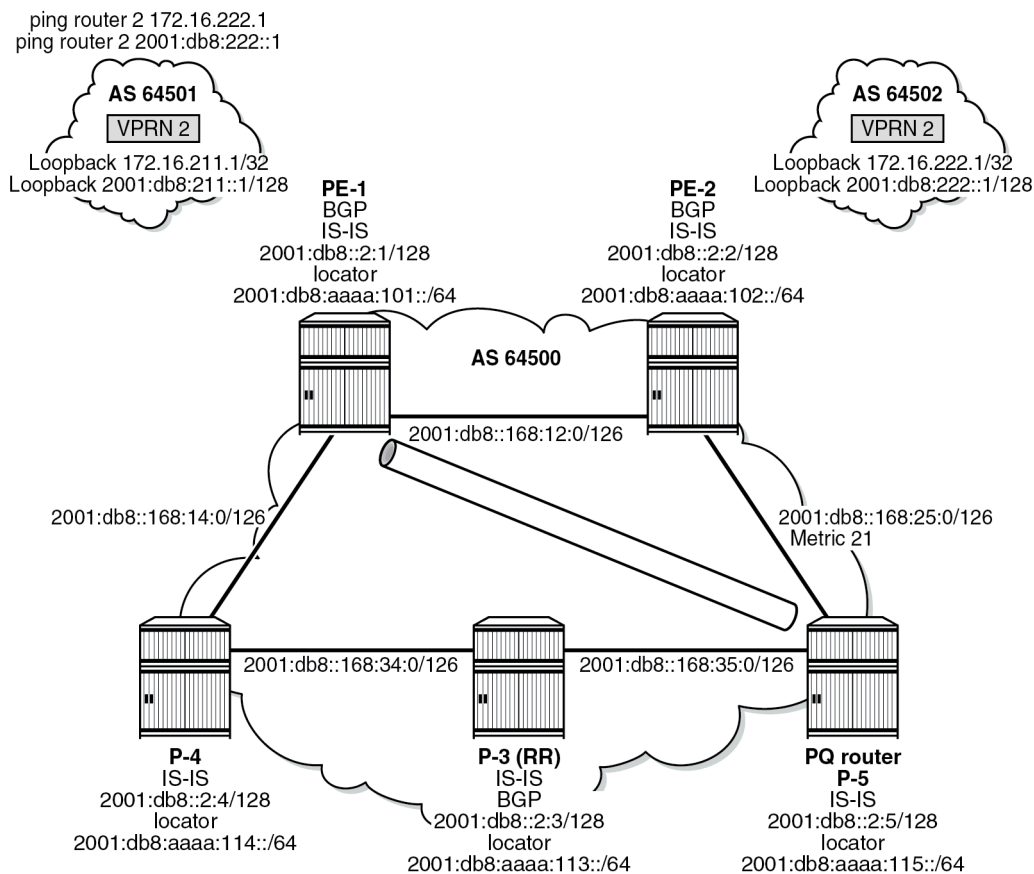 ping router 2 172.16.222.1
ping router 2 2001:db8:222::1
AS 64501
VPRN 2
Loopback 172.16.211.1/32
Loopback 2001:db8:211::1/128
AS 64502
VPRN 2
Loopback 172.16.222.1/32
Loopback 2001:db8:222::1/128
PE-1
BGP
IS-IS
2001:db8::2:1/128
locator
2001:db8:aaaa:101::/64
PE-2
BGP
IS-IS
2001:db8::2:2/128
locator
2001:db8:aaaa:102::/64
AS 64500
2001:db8::168:12:0/126
2001:db8::168:14:0/126
2001:db8::168:25:0/126
Metric 21
2001:db8::168:34:0/126
2001:db8::168:35:0/126
P-4
IS-IS
2001:db8::2:4/128
locator
2001:db8:aaaa:114::/64
P-3 (RR)
IS-IS
BGP
2001:db8::2:3/128
locator
2001:db8:aaaa:113::/64
PQ router
P-5
IS-IS
2001:db8::2:5/128
locator
2001:db8:aaaa:115::/64